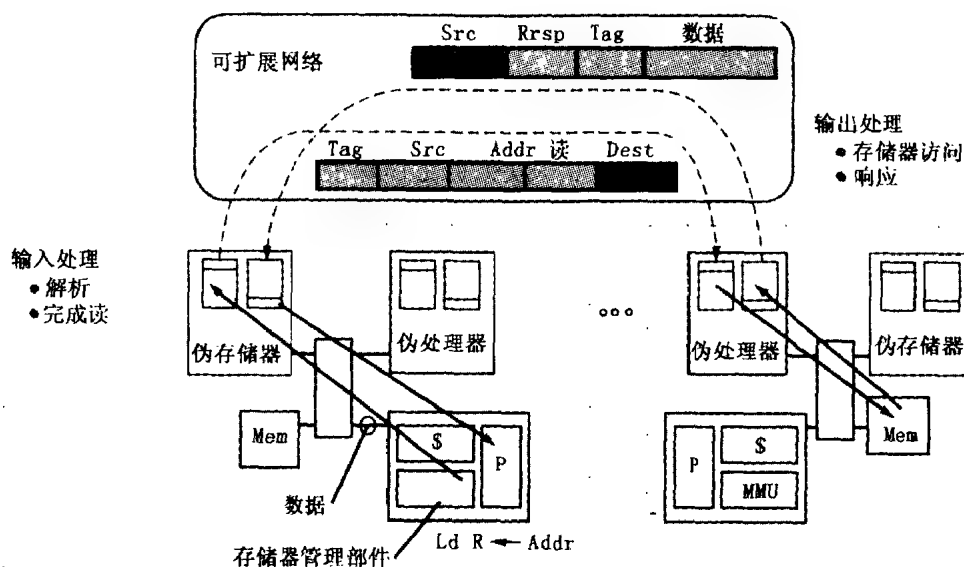 Src Rrsp Tag 数据
可扩展网络
Tag Src Addr 读 Dest
输出处理
● 存储器访问
● 响应
输入处理
● 解析
● 完成读
伪存储器
伪处理器
伪处理器
伪存储器
Mem
$
P
P
$
MMU
Mem
数据
存储器管理部件
Ld R ← Addr